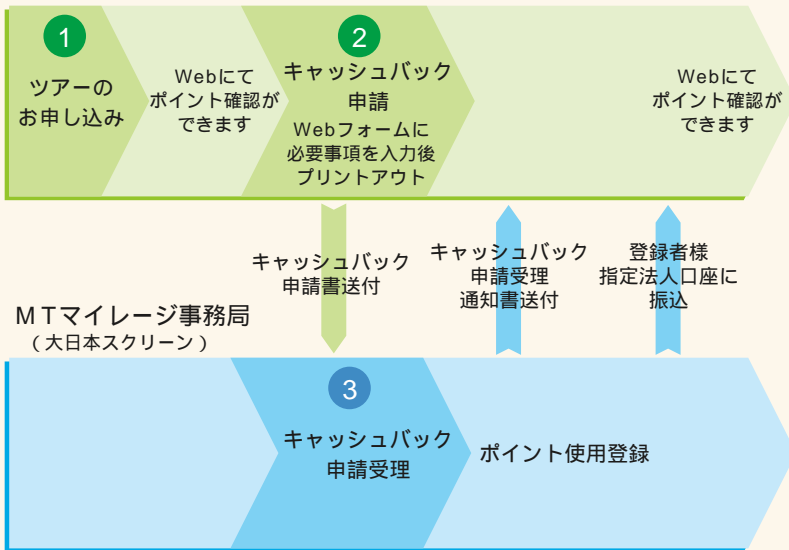 1
ツアーの
お申し込み
Webにて
ポイント確認が
できます
2
キャッシュバック
申請
Webフォームに
必要事項を入力後
プリントアウト
Webにて
ポイント確認が
できます
キャッシュバック
申請書送付
キャッシュバック
申請受理
通知書送付
登録者様
指定法人口座に
振込
MTマイレージ事務局
(大日本スクリーン)
3
キャッシュバック
申請受理
ポイント使用登録